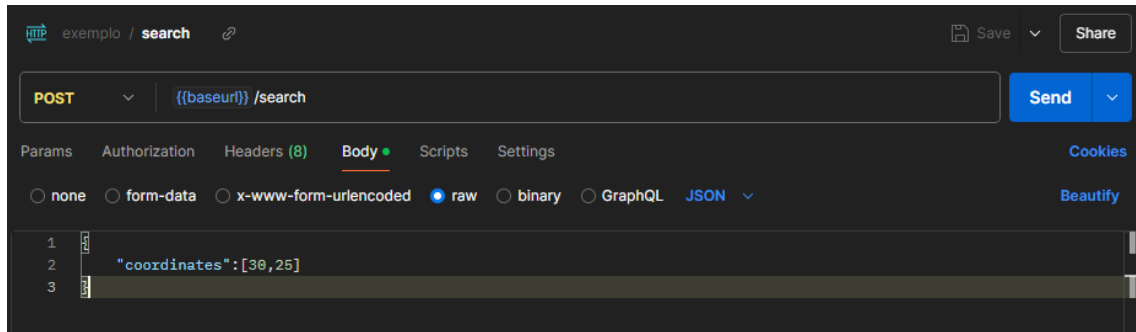 HTTP exemplo / search Save Share
POST {{baseurl}} /search Send
Params Authorization Headers (8) Body Scripts Settings Cookies
none form-data x-www-form-urlencoded raw binary GraphQL JSON Beautify
1 {
2 "coordinates":[30,25]
3 }